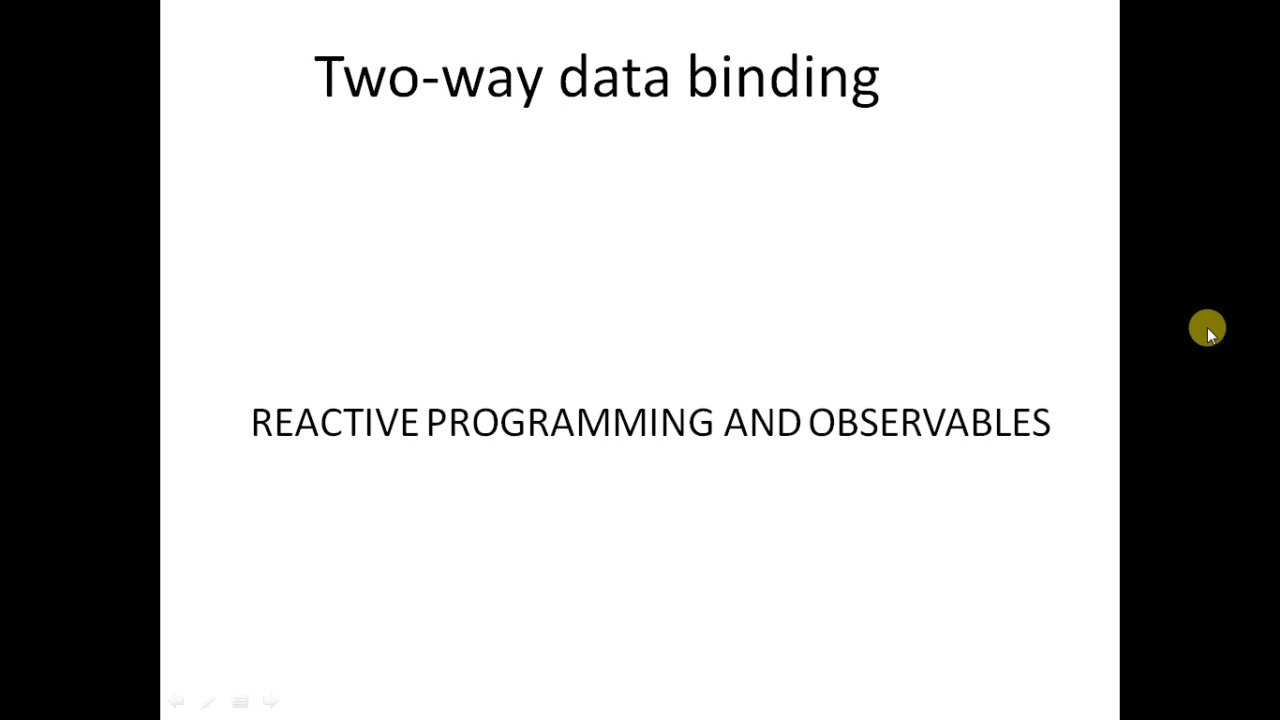 Two-way data binding
REACTIVE PROGRAMMING AND OBSERVABLES